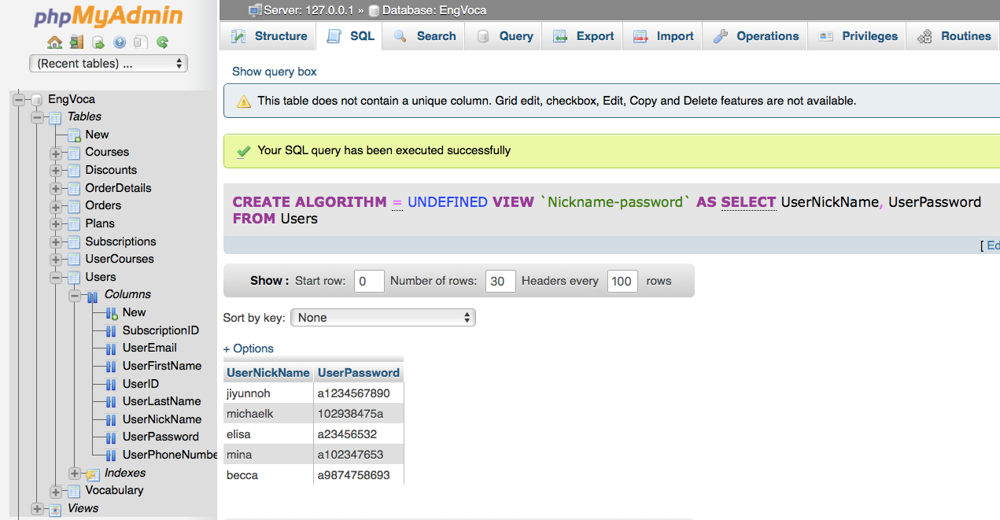 phpMyAdmin
(Recent tables) ...
EngVoca
Tables
New
Courses
Discounts
OrderDetails
Orders
Plans
Subscriptions
UserCourses
Users
Columns
New
SubscriptionID
UserEmail
UserFirstName
UserID
UserLastName
UserNickName
UserPassword
UserPhoneNumbe
Indexes
Vocabulary
Views
Server: 127.0.0.1 » Database: EngVoca
Structure SQL Search Query Export Import Operations Privileges Routines
Show query box
This table does not contain a unique column. Grid edit, checkbox, Edit, Copy and Delete features are not available.
Your SQL query has been executed successfully
CREATE ALGORITHM = UNDEFINED VIEW `Nickname-password` AS SELECT UserNickName, UserPassword
FROM Users
[ Ed
Show : Start row: 0 Number of rows: 30 Headers every 100 rows
Sort by key: None
+ Options
UserNickName UserPassword
jiyunnoh a1234567890
michaelk 102938475a
elisa a23456532
mina a102347653
becca a9874758693